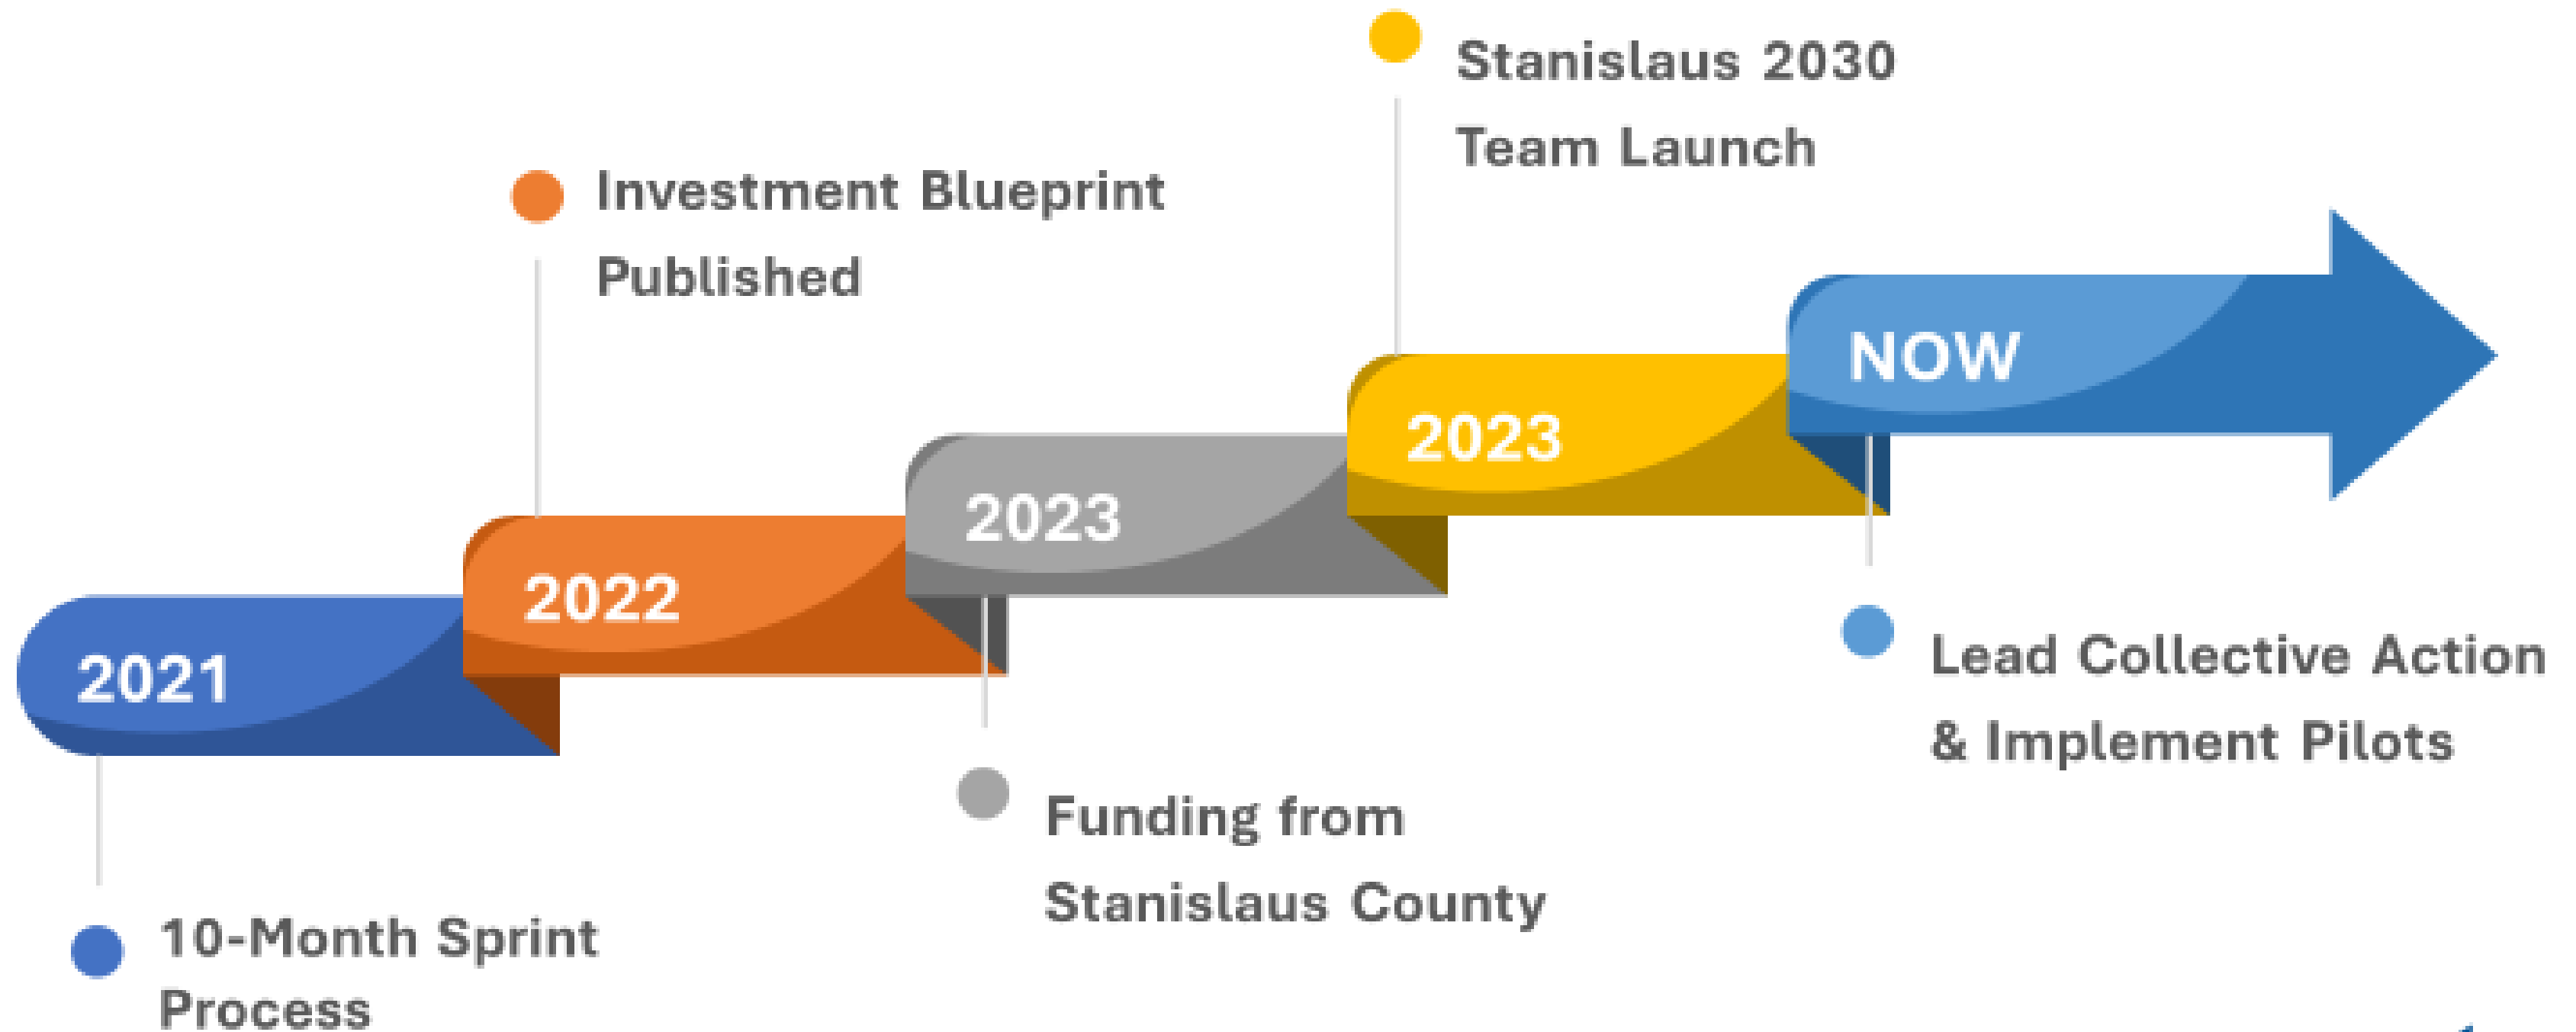 2021
10-Month Sprint
Process
2022
Investment Blueprint
Published
2023
Funding from
Stanislaus County
2023
Stanislaus 2030
Team Launch
NOW
Lead Collective Action
& Implement Pilots